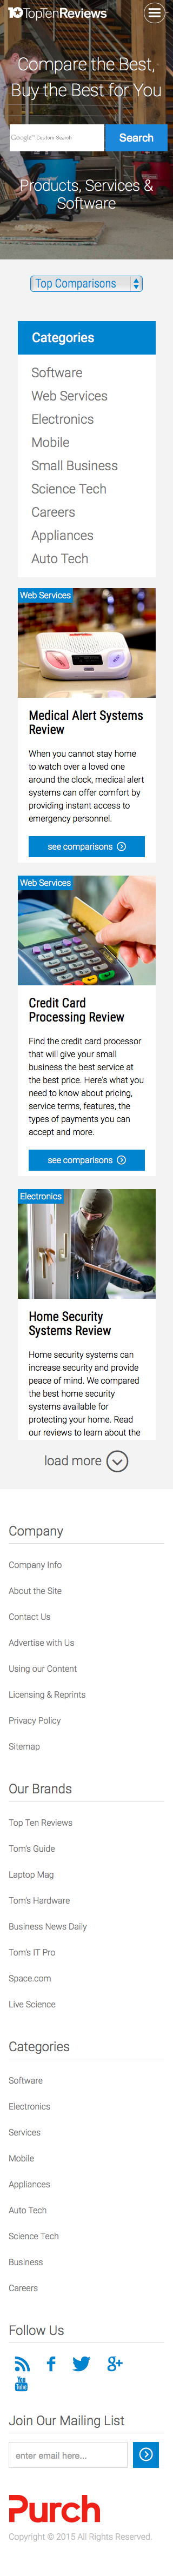 10TopTenReviews
Compare the Best,
Buy the Best for You
Google™ Custom Search
Search
Products, Services &
Software
Top Comparisons
Categories
Software
Web Services
Electronics
Mobile
Small Business
Science Tech
Careers
Appliances
Auto Tech
Web Services
Medical Alert Systems
Review
When you cannot stay home
to watch over a loved one
around the clock, medical alert
systems can offer comfort by
providing instant access to
emergency personnel.
see comparisons
Web Services
Credit Card
Processing Review
Find the credit card processor
that will give your small
business the best service at
the best price. Here's what you
need to know about pricing,
service terms, features, the
types of payments you can
accept and more.
see comparisons
Electronics
Home Security
Systems Review
Home security systems can
increase security and provide
peace of mind. We compared
the best home security
systems available for
protecting your home. Read
our reviews to learn about the
load more
Company
Company Info
About the Site
Contact Us
Advertise with Us
Using our Content
Licensing & Reprints
Privacy Policy
Sitemap
Our Brands
Top Ten Reviews
Tom's Guide
Laptop Mag
Tom's Hardware
Business News Daily
Tom's IT Pro
Space.com
Live Science
Categories
Software
Electronics
Services
Mobile
Appliances
Auto Tech
Science Tech
Business
Careers
Follow Us
You Tube
Join Our Mailing List
enter email here...
Purch
Copyright © 2015 All Rights Reserved.